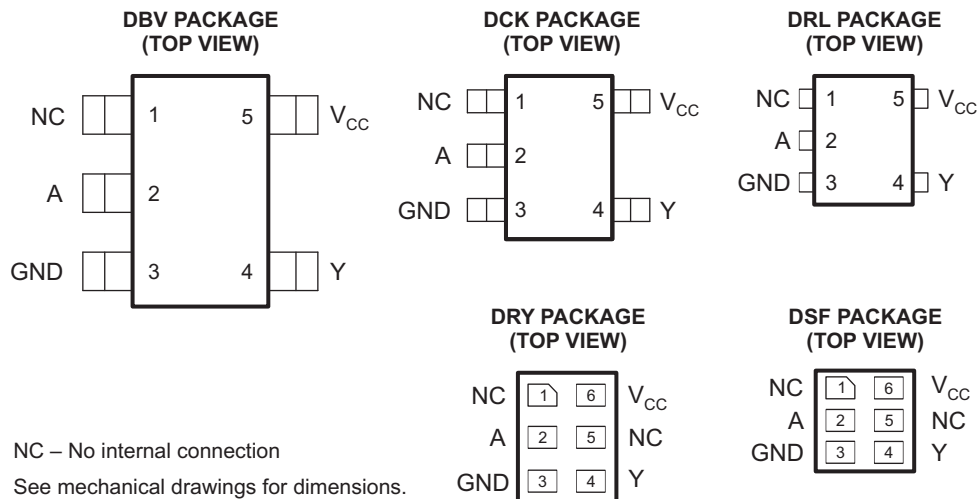 DBV PACKAGE
(TOP VIEW)
NC 1 5 VCC
A 2
GND 3 4 Y
DCK PACKAGE
(TOP VIEW)
NC 1 5 VCC
A 2
GND 3 4 Y
DRL PACKAGE
(TOP VIEW)
NC 1 5 VCC
A 2
GND 3 4 Y
DRY PACKAGE
(TOP VIEW)
NC 1 6 VCC
A 2 5 NC
GND 3 4 Y
DSF PACKAGE
(TOP VIEW)
NC 1 6 VCC
A 2 5 NC
GND 3 4 Y
NC – No internal connection
See mechanical drawings for dimensions.